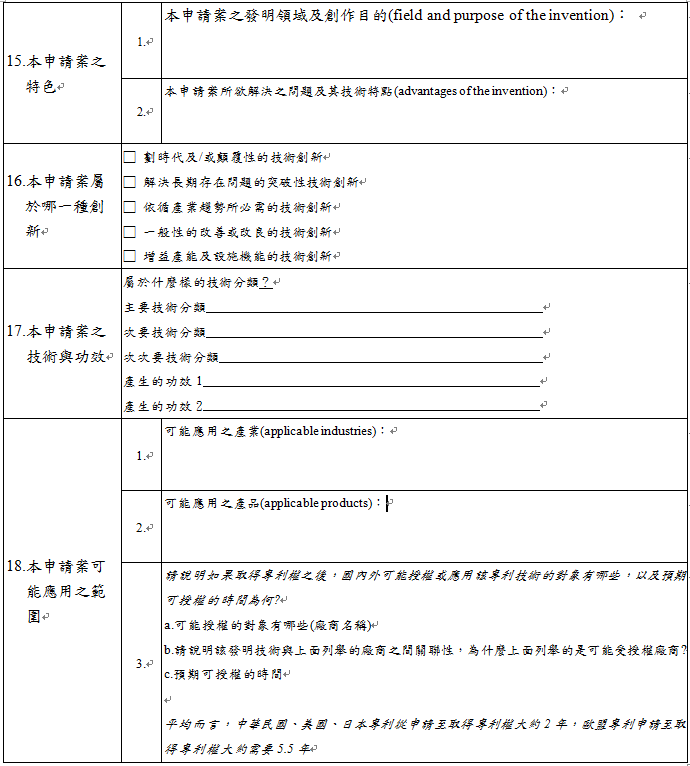 15.本申請案之
特色
1.
本申請案之發明領域及創作目的(field and purpose of the invention)：
2.
本申請案所欲解決之問題及其技術特點(advantages of the invention)：
16.本申請案屬
於哪一種創
新
□ 劃時代及/或顛覆性的技術創新
□ 解決長期存在問題的突破性技術創新
□ 依循產業趨勢所必需的技術創新
□ 一般性的改善或改良的技術創新
□ 增益產能及設施機能的技術創新
17.本申請案之
技術與功效
屬於什麼樣的技術分類？
主要技術分類
次要技術分類
次次要技術分類
產生的功效1
產生的功效2
18.本申請案可
能應用之範
圍
1.
可能應用之產業(applicable industries)：
2.
可能應用之產品(applicable products)：
3.
請說明如果取得專利權之後，國內外可能授權或應用該專利技術的對象有哪些，以及預期
可授權的時間為何?
a.可能授權的對象有哪些(廠商名稱)
b.請說明該發明技術與上面列舉的廠商之間關聯性，為什麼上面列舉的是可能受授權廠商?
c.預期可授權的時間
平均而言，中華民國、美國、日本專利從申請至取得專利權大約2年，歐盟專利申請至取
得專利權大約需要5.5年